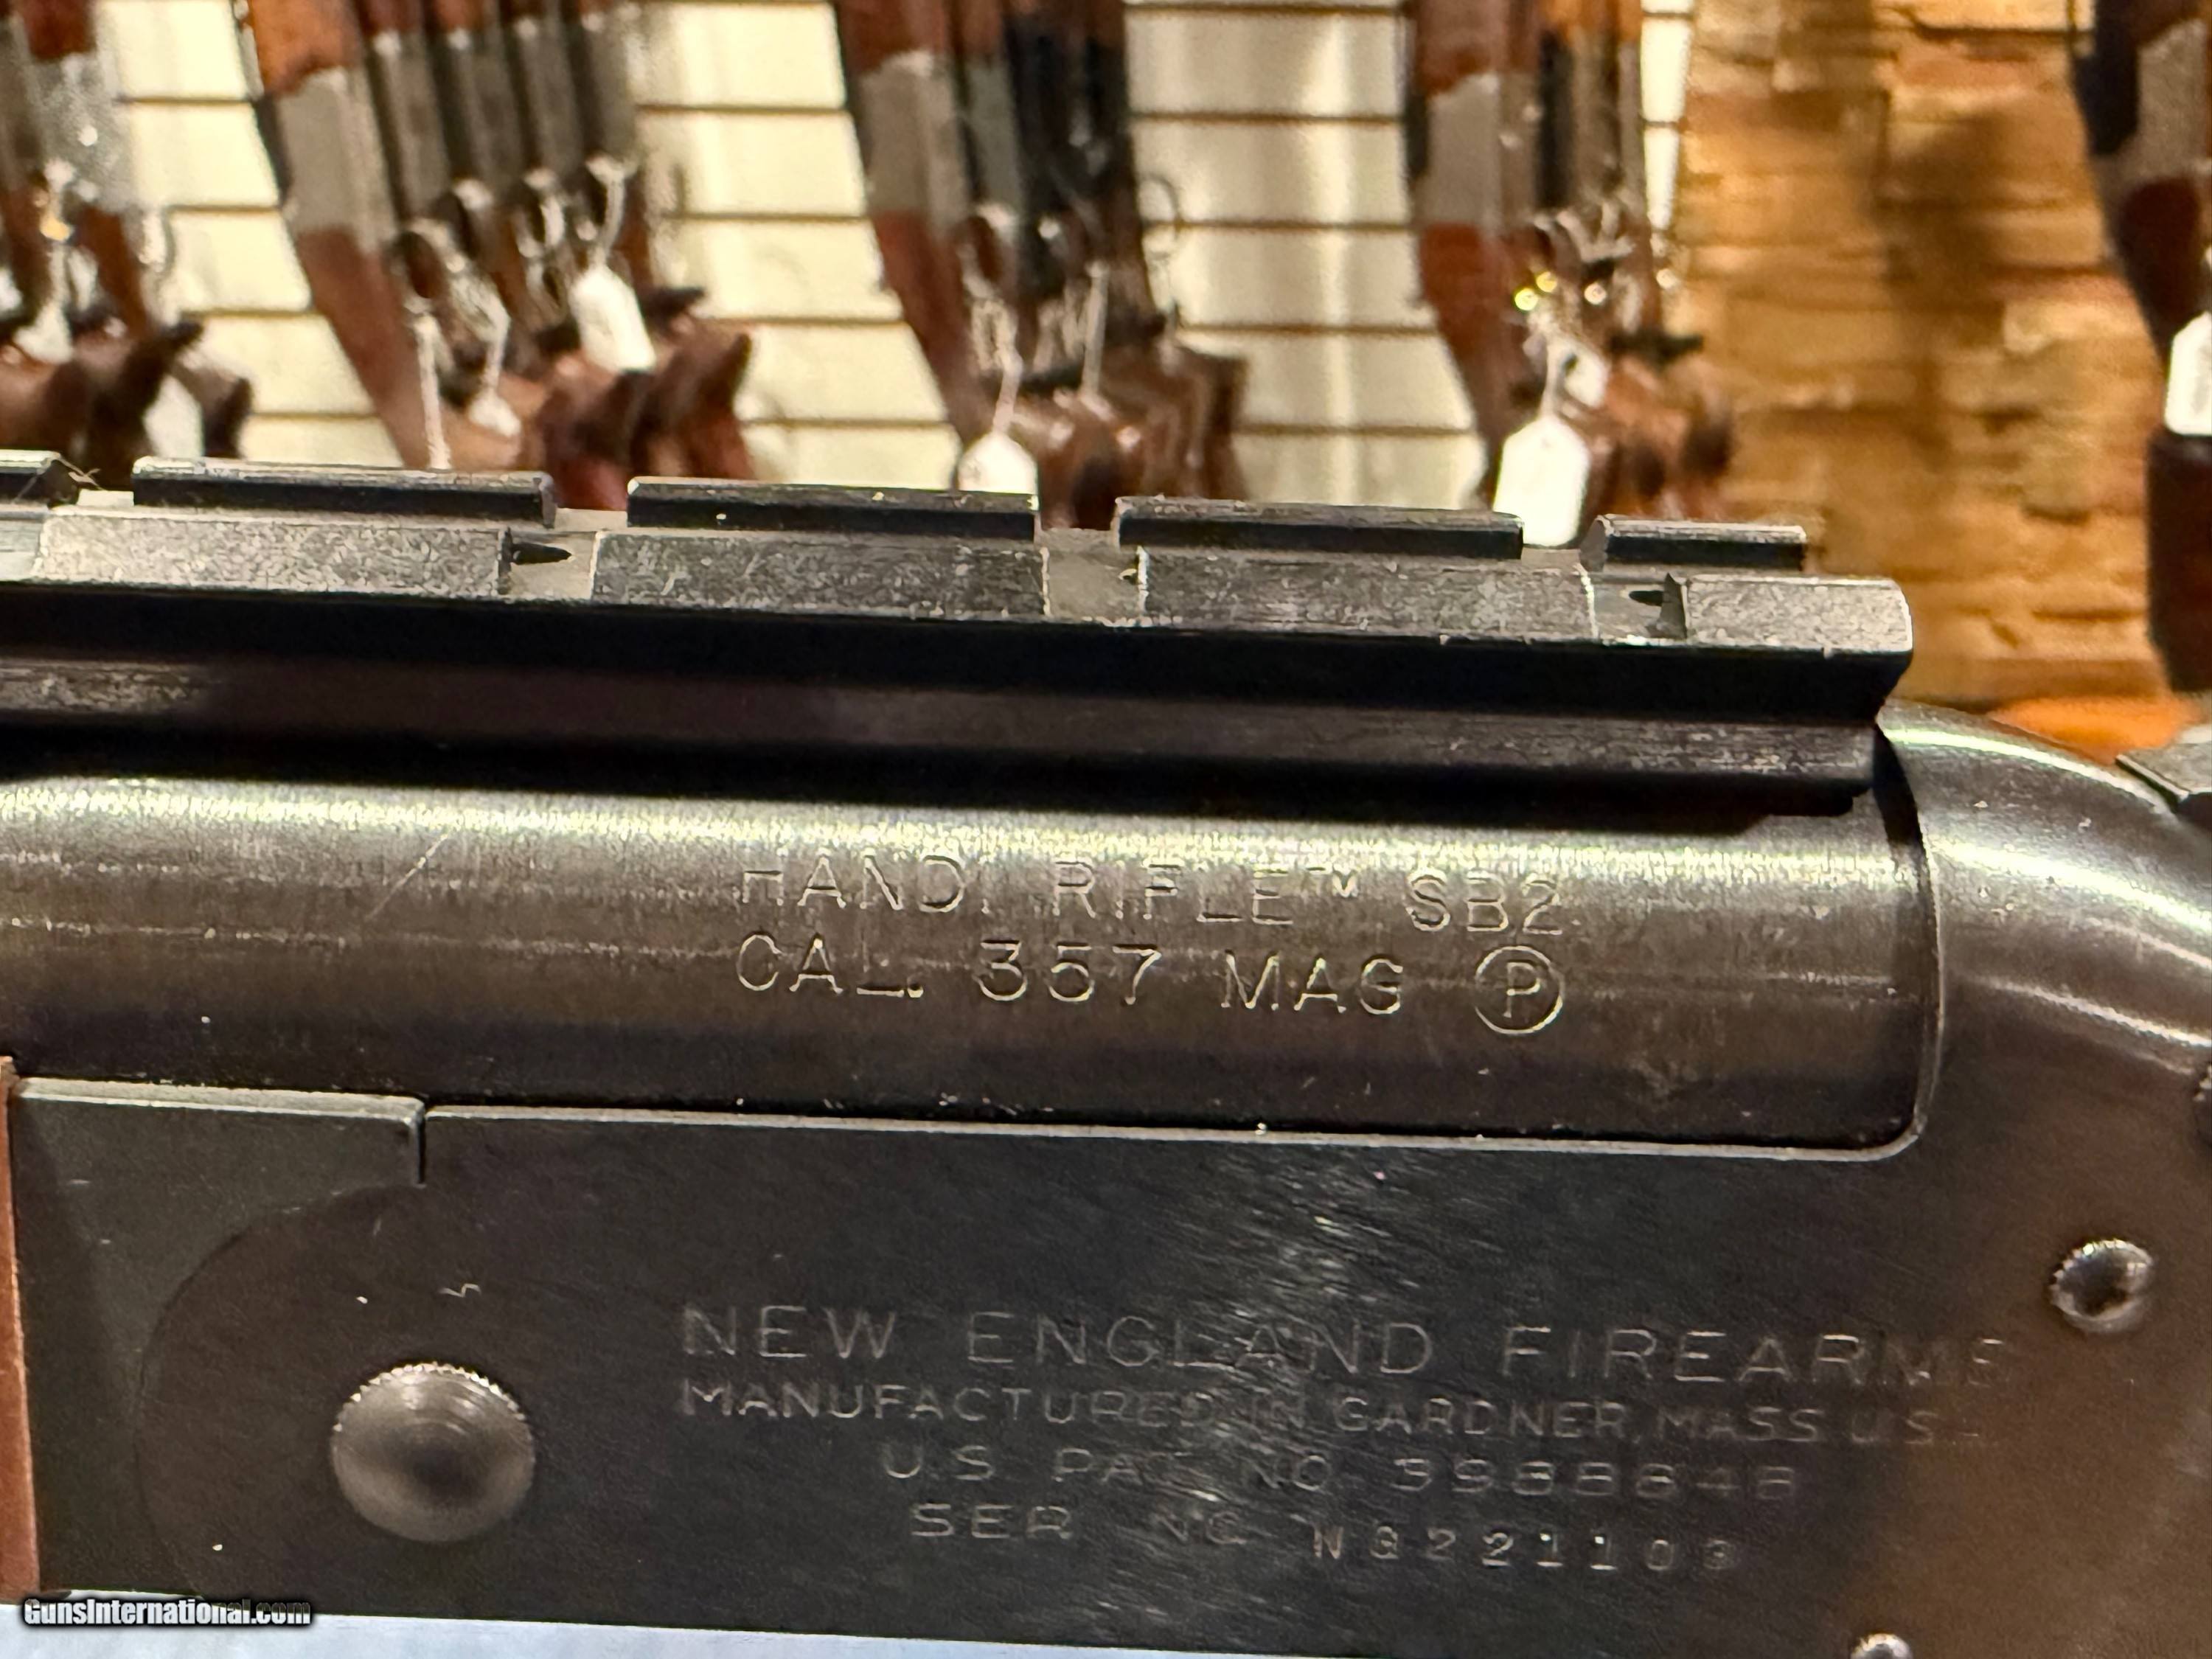 HANDI RIFLE™ SB2
CAL. 357 MAG Ⓟ
NEW ENGLAND FIREARMS
MANUFACTURED IN GARDNER, MASS U.S.
U.S. PAT. NO. 3988848
SER NO
GunsInternational.com